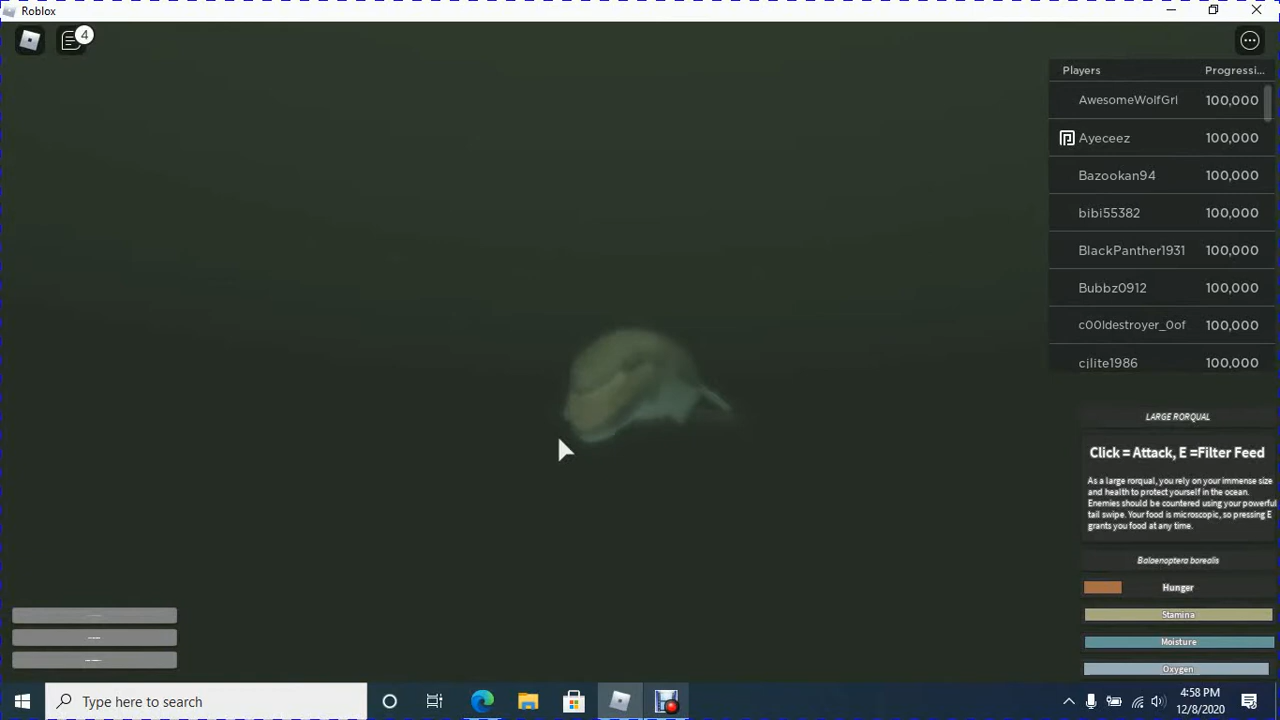 Roblox
4
Players Progressi...
AwesomeWolfGrl 100,000
Ayeceez 100,000
Bazookan94 100,000
bibi55382 100,000
BlackPanther1931 100,000
Bubbz0912 100,000
c00ldestroyer_0of 100,000
cjlite1986 100,000
LARGE RORQUAL
Click = Attack, E =Filter Feed
As a large rorqual, you rely on your immense size
and health to protect yourself in the ocean.
Enemies should be countered using your powerful
tail swipe. Your food is microscopic, so pressing E
grants you food at any time.
Balaenoptera borealis
Hunger
Stamina
Moisture
Oxygen
Type here to search
4:58 PM
12/8/2020